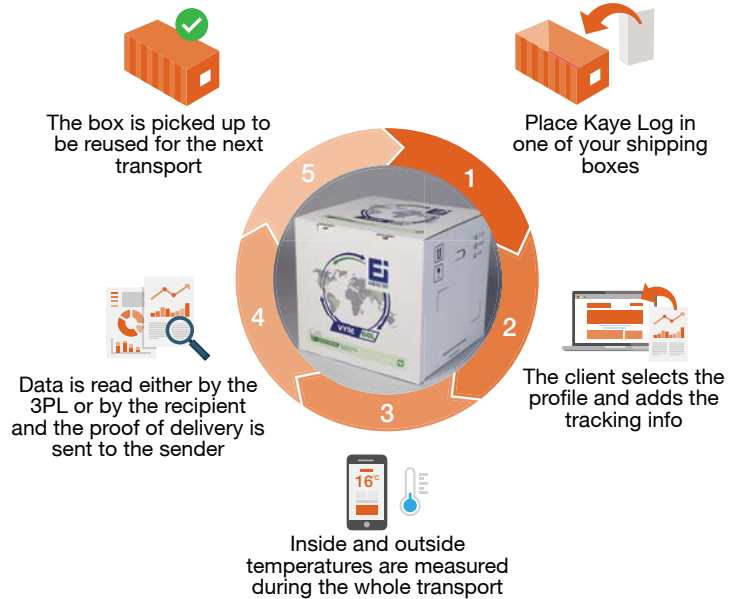 The box is picked up to
be reused for the next
transport
Place Kaye Log in
one of your shipping
boxes
5
1
4
2
3
VYPE
Data is read either by the
3PL or by the recipient
and the proof of delivery is
sent to the sender
The client selects the
profile and adds the
tracking info
16°C
Inside and outside
temperatures are measured
during the whole transport